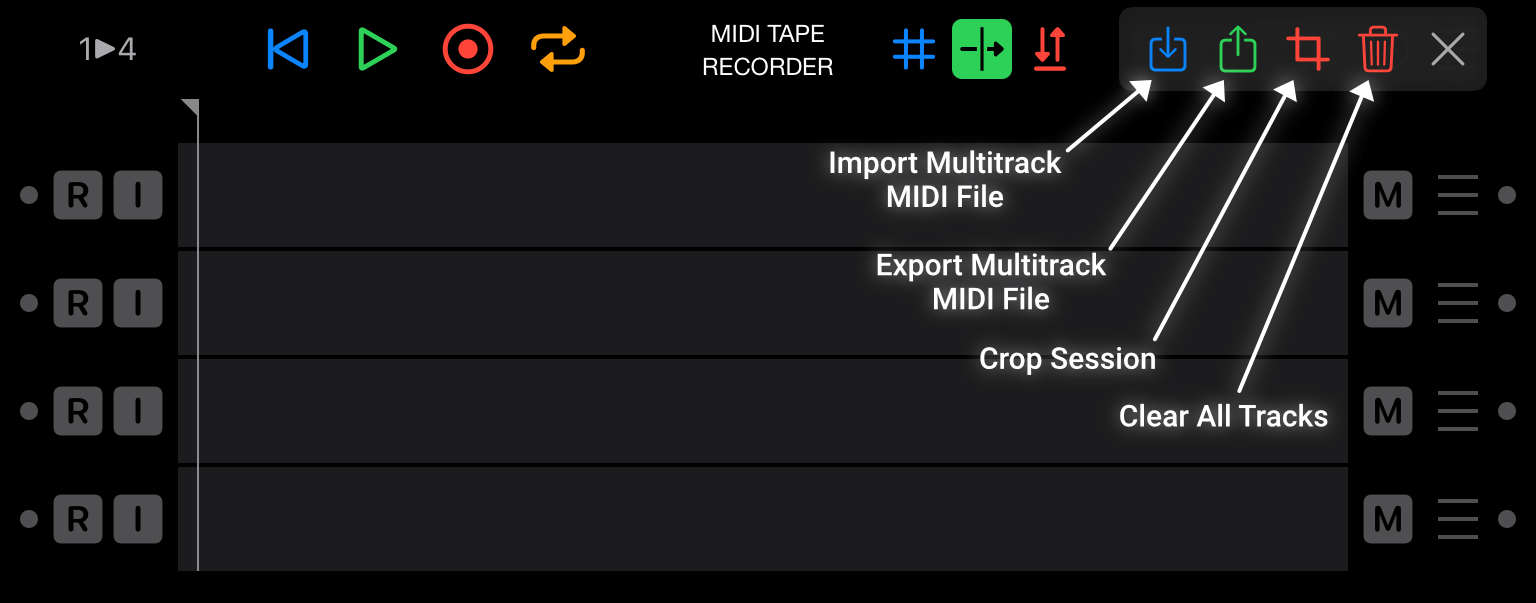 1▶4
MIDI TAPE
RECORDER
Import Multitrack
MIDI File
R I M
Export Multitrack
MIDI File
R I M
Crop Session
R I M
Clear All Tracks
R I M